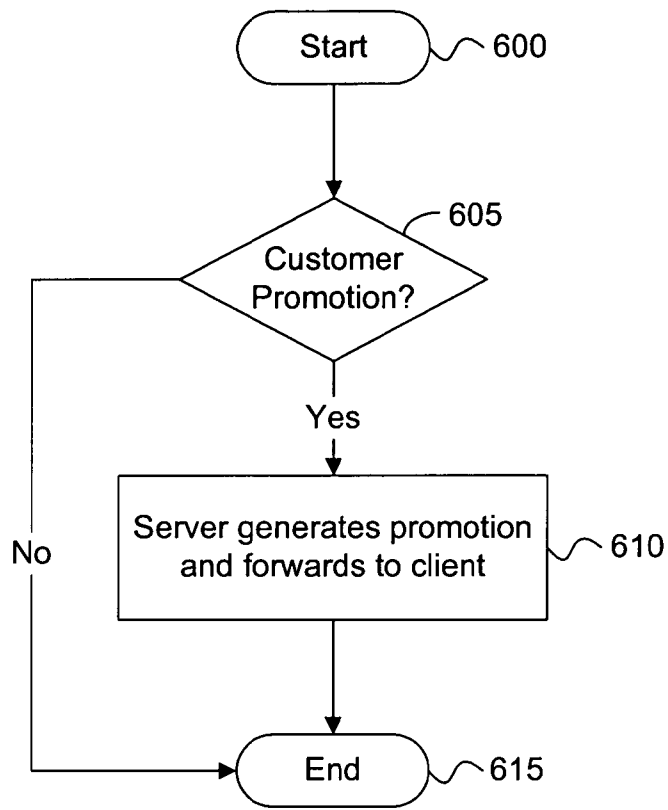 Start
600
605
Customer
Promotion?
Yes
Server generates promotion
and forwards to client
610
No
End
615